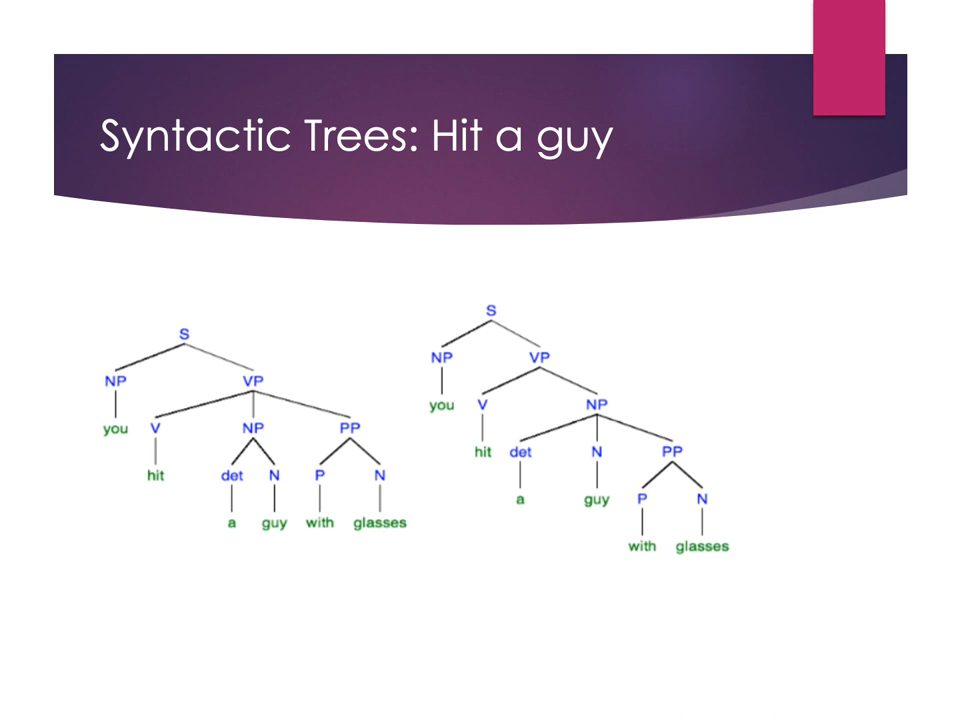 Syntactic Trees: Hit a guy
S
NP VP
you V NP PP
hit det N P N
a guy with glasses
S
NP VP
you V NP
hit det N PP
a guy P N
with glasses